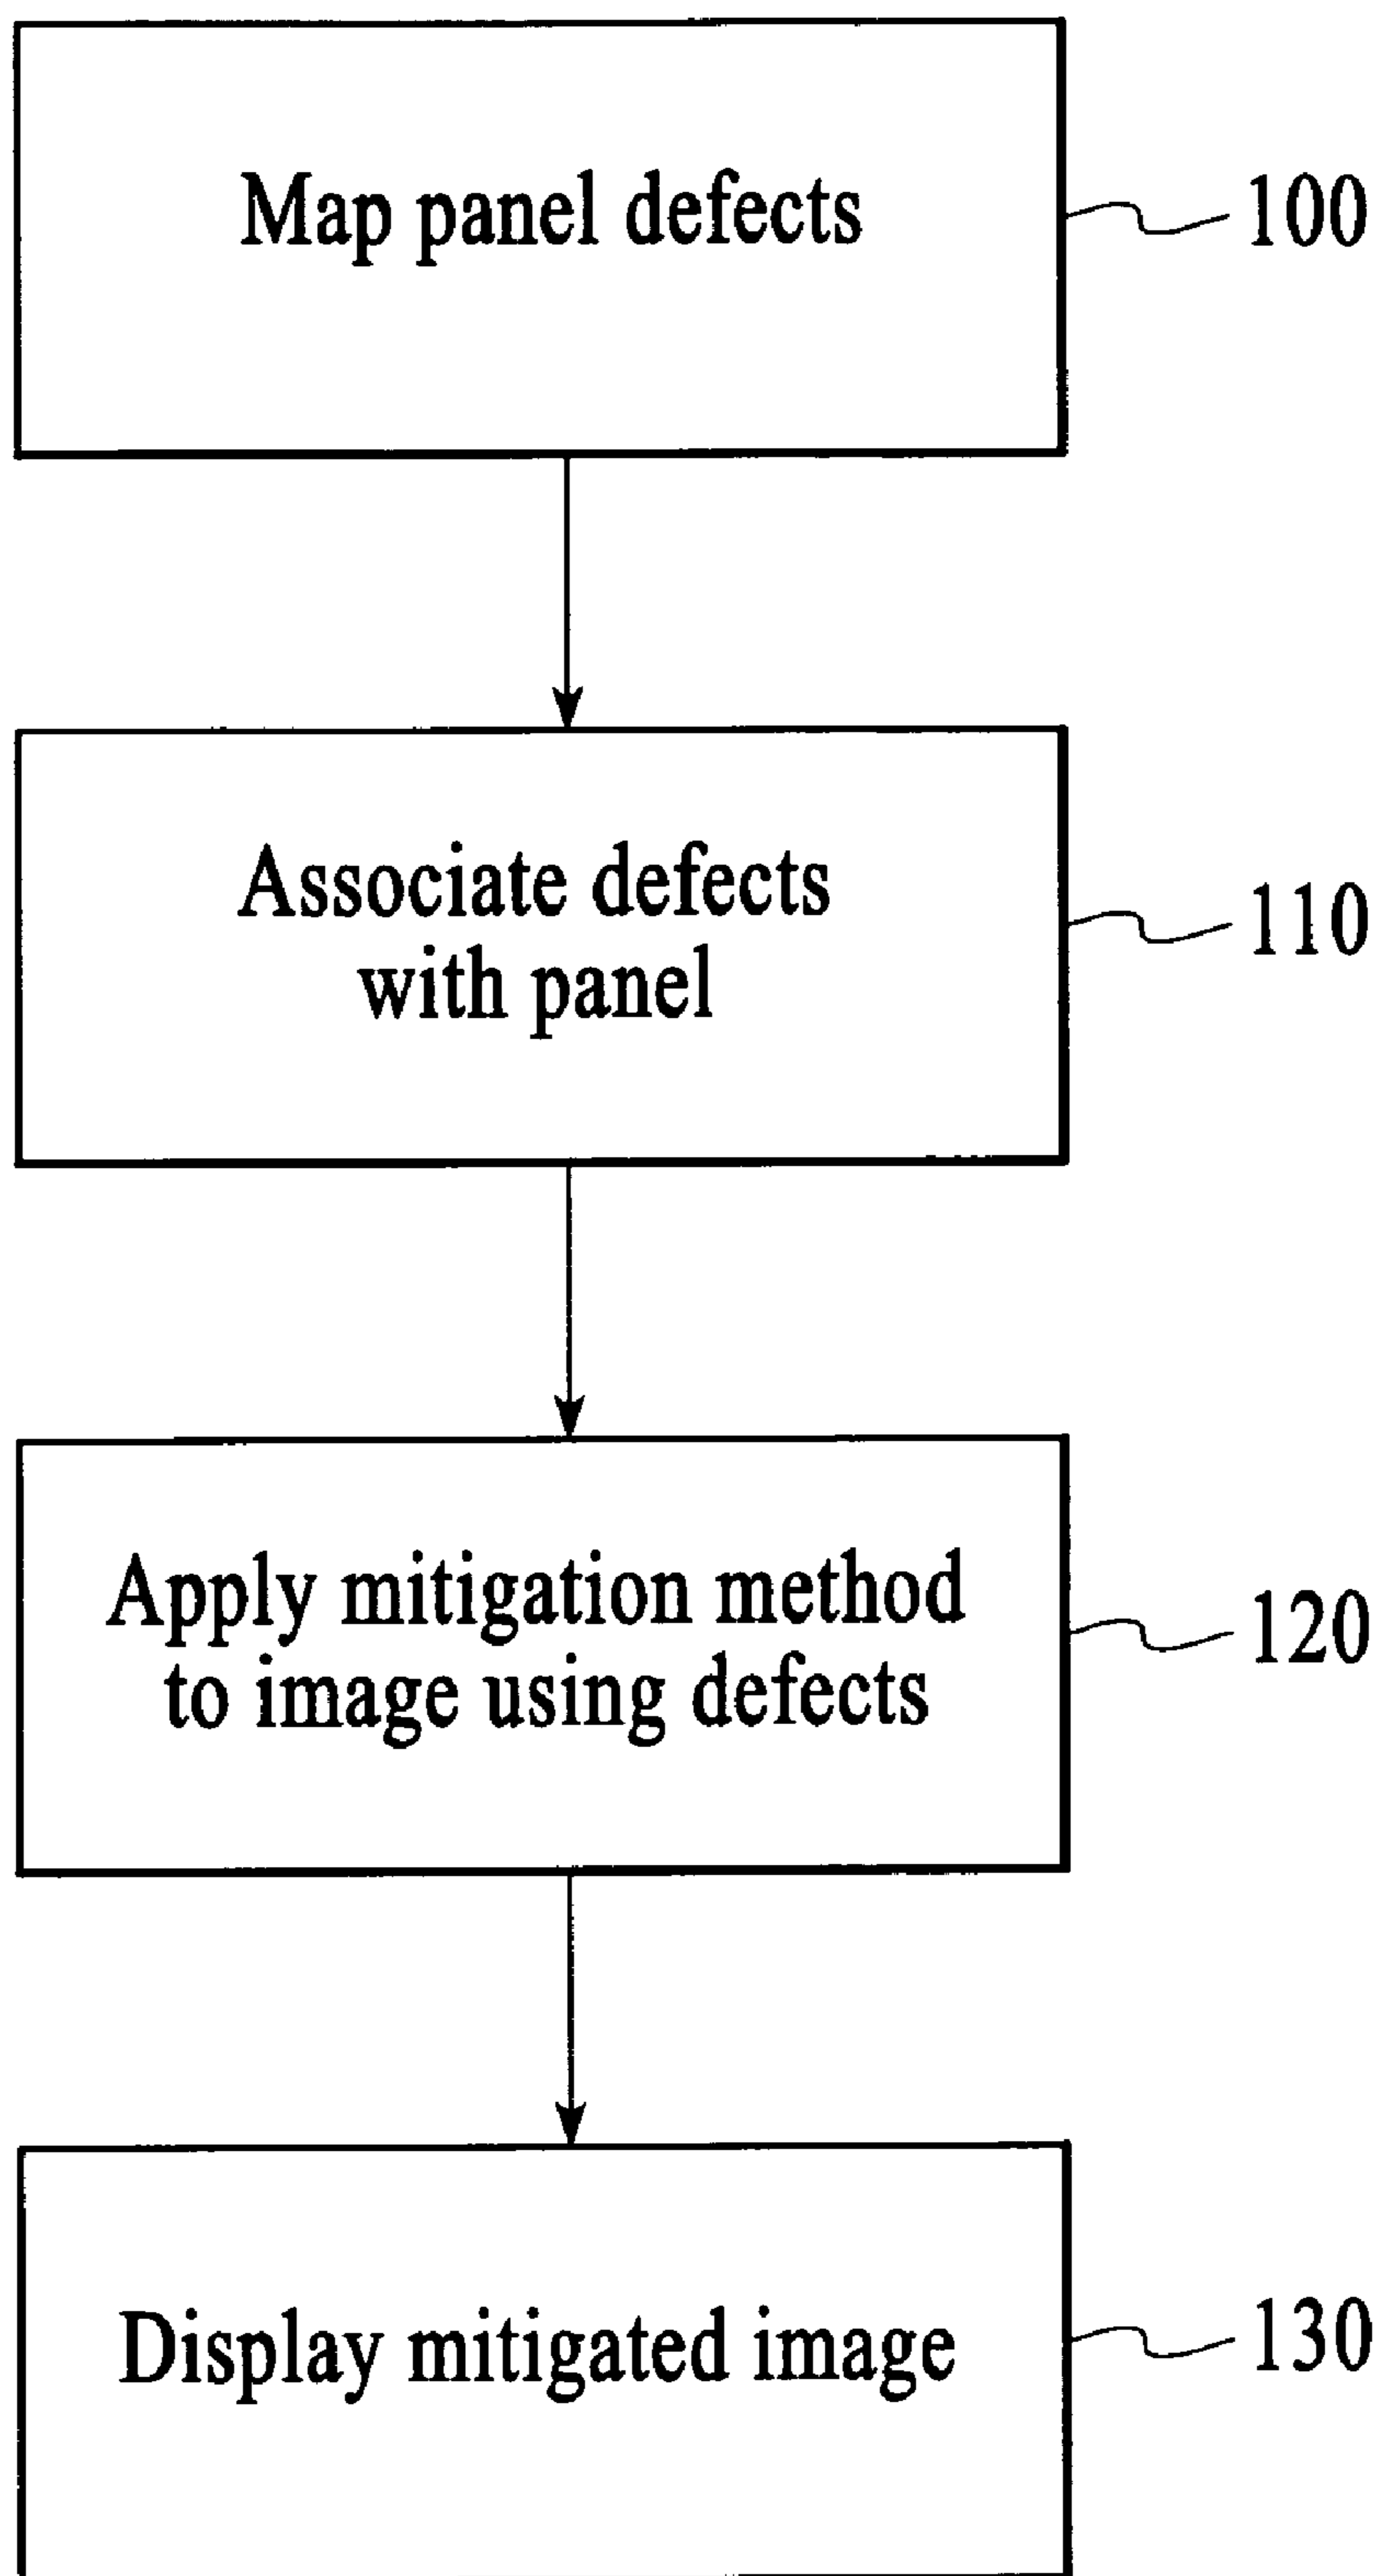 Map panel defects
100
Associate defects
with panel
110
Apply mitigation method
to image using defects
120
Display mitigated image
130